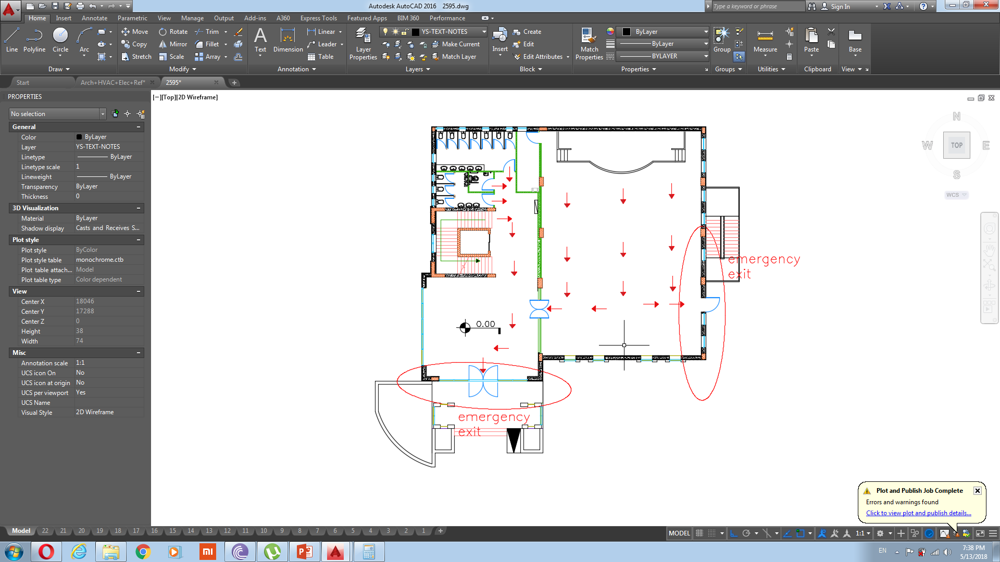 Autodesk AutoCAD 2016   2595.dwg
Type a keyword or phrase
Sign In
Home Insert Annotate Parametric View Manage Output Add-ins A360 Express Tools Featured Apps BIM 360 Performance
Line Polyline Circle Arc
Move Rotate Trim
Copy Mirror Fillet
Stretch Scale Array
Text Dimension
Linear
Leader
Table
Layer Properties
YS-TEXT-NOTES
Make Current
Match Layer
Insert
Create
Edit
Edit Attributes
Match Properties
ByLayer
ByLayer
BYLAYER
Group
Measure
Paste
Base
Draw Modify Annotation Layers Block Properties Groups Utilities Clipboard View
Start Arch+HVAC+Elec+Ref* 2595*
PROPERTIES
[−][Top][2D Wireframe]
No selection
General
Color ByLayer
Layer YS-TEXT-NOTES
Linetype ByLayer
Linetype scale 1
Lineweight ByLayer
Transparency ByLayer
Thickness 0
3D Visualization
Material ByLayer
Shadow display Casts and Receives S...
Plot style
Plot style ByColor
Plot style table monochrome.ctb
Plot table attach... Model
Plot table type Color dependent
View
Center X 18046
Center Y 17288
Center Z 0
Height 38
Width 74
Misc
Annotation scale 1:1
UCS icon On No
UCS icon at origin No
UCS per viewport Yes
UCS Name
Visual Style 2D Wireframe
N
W TOP E
S
WCS
emergency
exit
0.00
emergency
exit
Plot and Publish Job Complete
Errors and warnings found
Click to view plot and publish details...
Model 22 21 20 19 18 17 16 15 14 13 12 11 10 9 8 7 6 5 4 3 2 1 +
MODEL 1:1
mi
EN
7:38 PM
5/13/2018